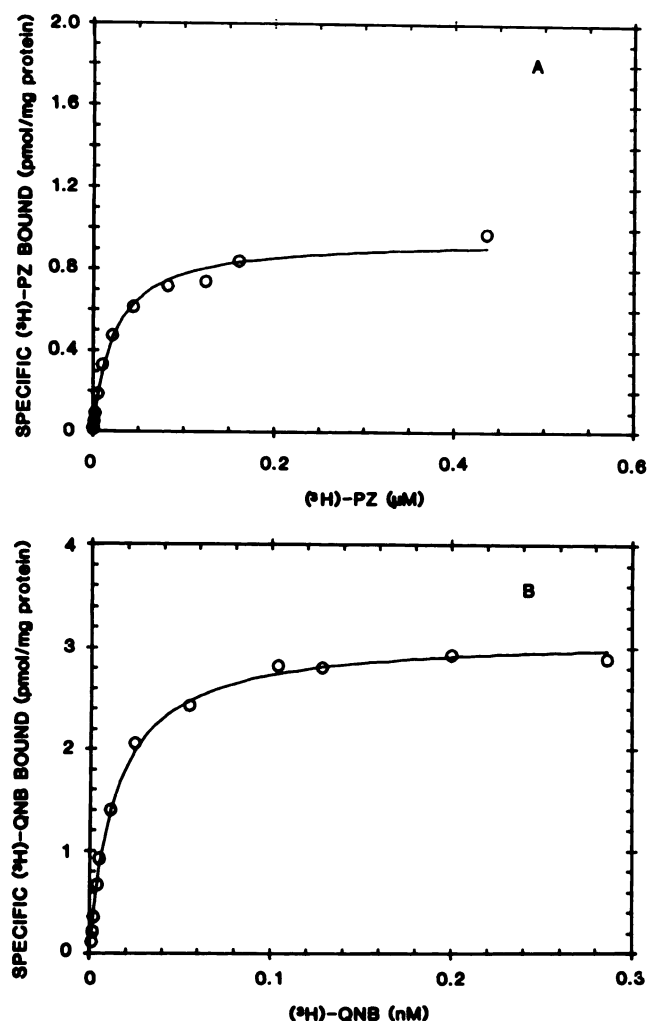 2.0
A
1.6
1.2
0.8
0.4
0
SPECIFIC (³H)-PZ BOUND (pmol/mg protein)
0 0.2 0.4 0.6
(³H)-PZ (μM)
4
B
3
2
1
0
SPECIFIC (³H)-QNB BOUND (pmol/mg protein)
0 0.1 0.2 0.3
(³H)-QNB (nM)